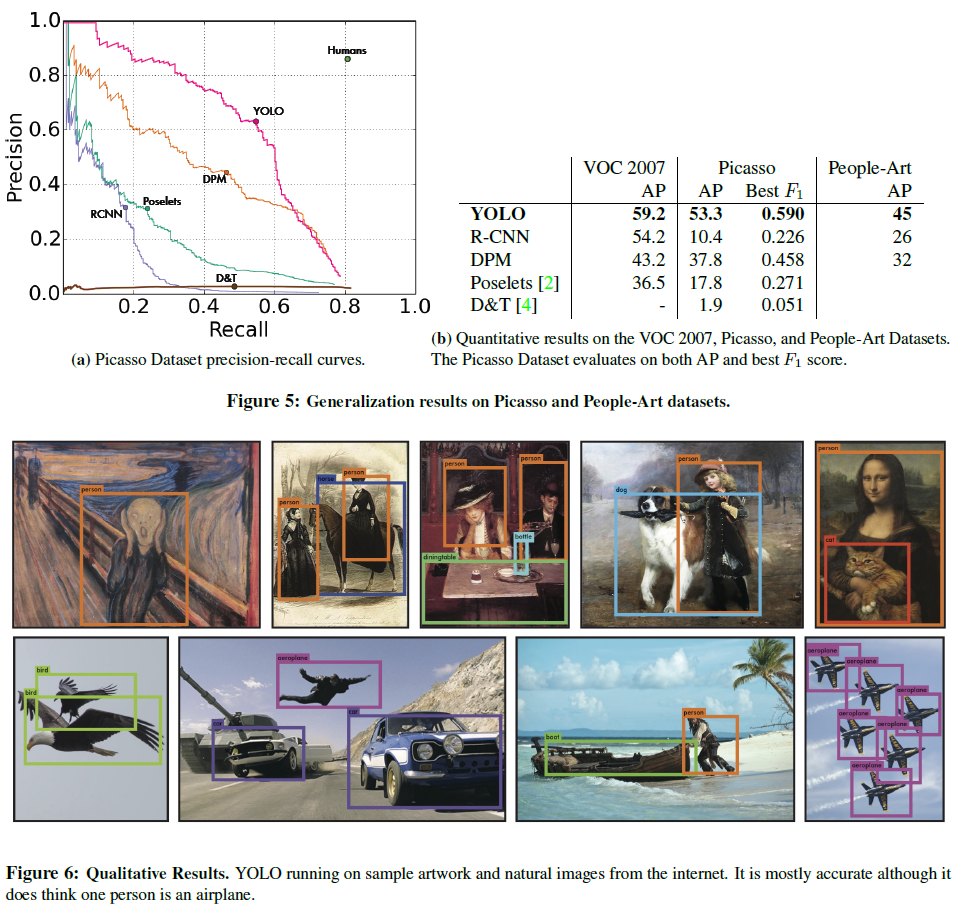 1.0
0.8
0.6
0.4
0.2
0.0
Precision
Humans
YOLO
DPM
Poselets
RCNN
D&T
0.2 0.4 0.6 0.8 1.0
Recall
(a) Picasso Dataset precision-recall curves.
VOC 2007 Picasso People-Art
AP AP Best F1 AP
YOLO 59.2 53.3 0.590 45
R-CNN 54.2 10.4 0.226 26
DPM 43.2 37.8 0.458 32
Poselets [2] 36.5 17.8 0.271
D&T [4] - 1.9 0.051
(b) Quantitative results on the VOC 2007, Picasso, and People-Art Datasets.
The Picasso Dataset evaluates on both AP and best F1 score.
Figure 5: Generalization results on Picasso and People-Art datasets.
person
person
horse
person
person
person
bottle
diningtable
person
dog
person
cat
bird
bird
aeroplane
car
car
person
boat
aeroplane
aeroplane
aeroplane
aeroplane
aeroplane
aeroplane
Figure 6: Qualitative Results. YOLO running on sample artwork and natural images from the internet. It is mostly accurate although it
does think one person is an airplane.